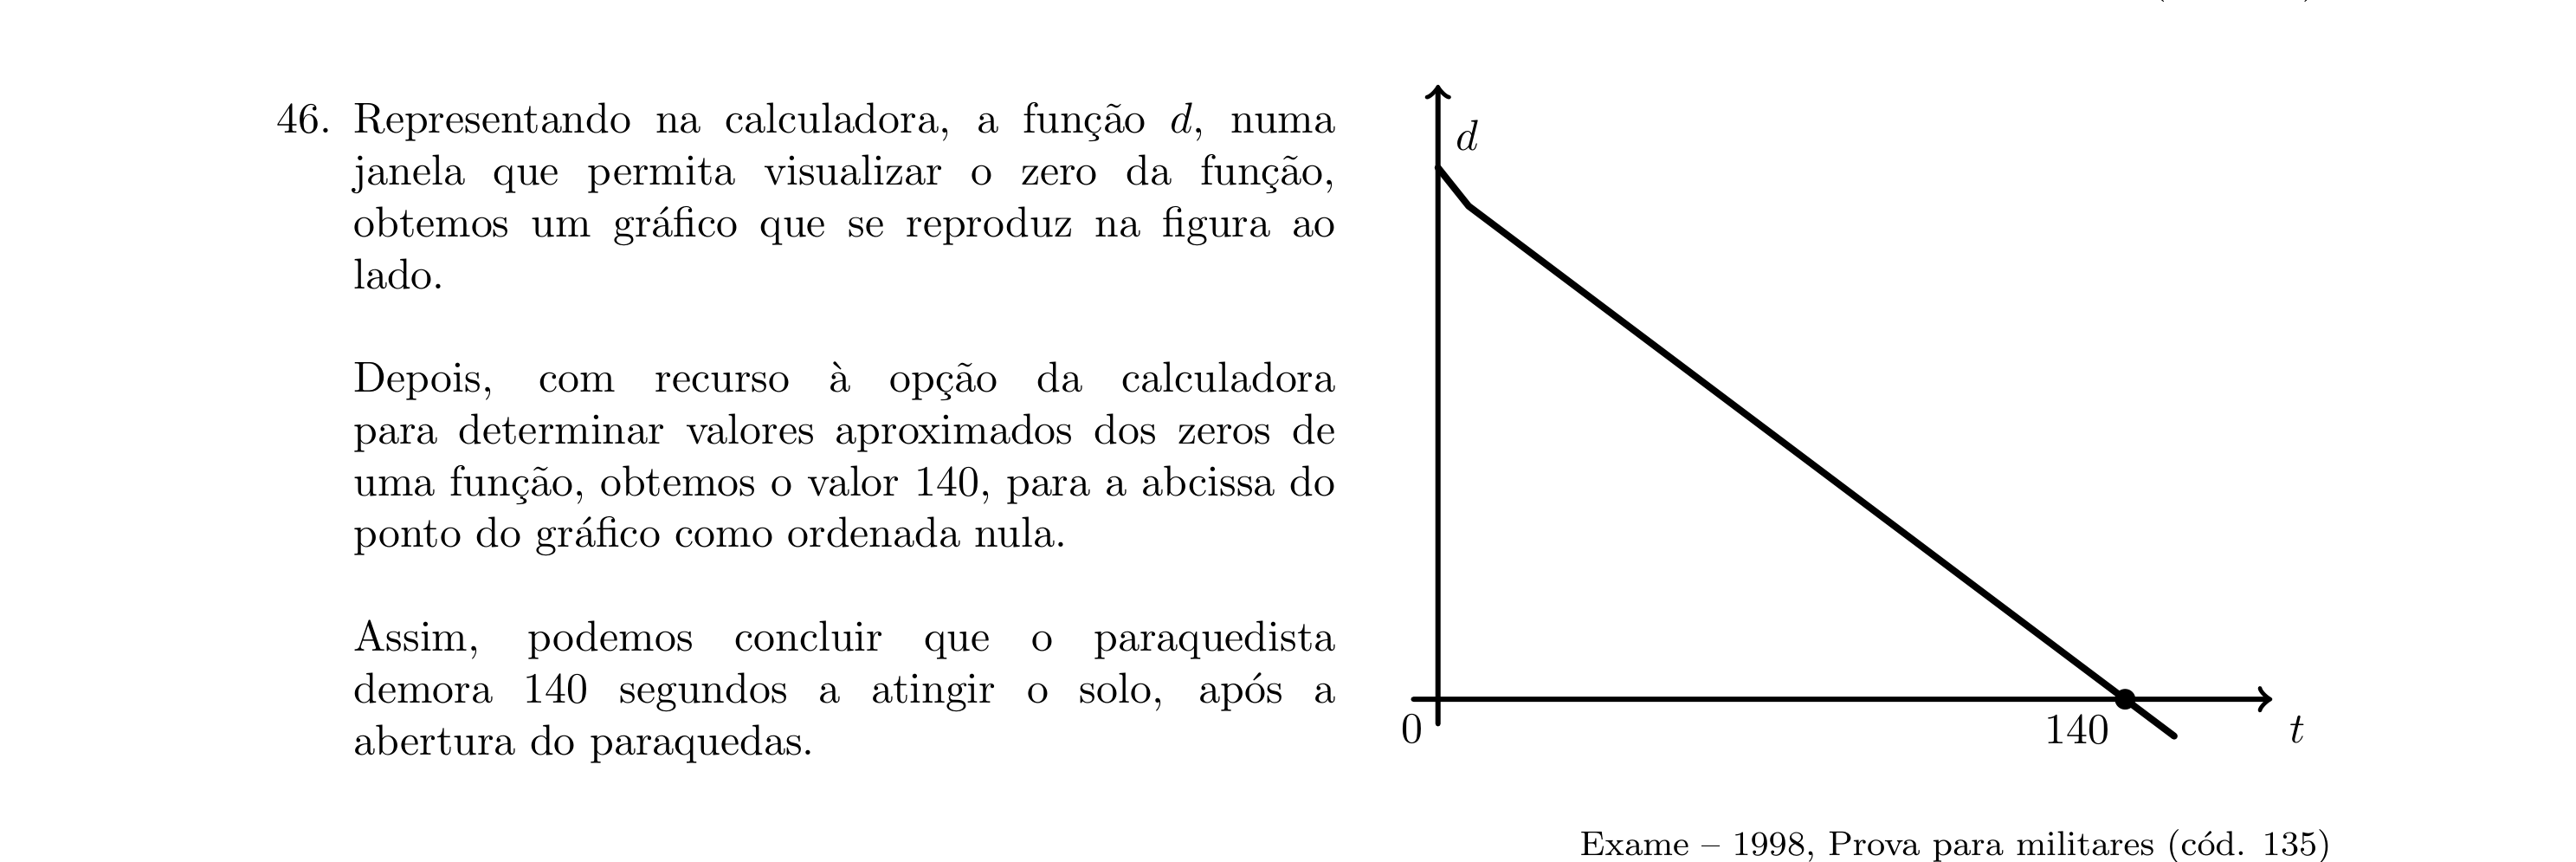 46. Representando na calculadora, a função d, numa
janela que permita visualizar o zero da função,
obtemos um gráfico que se reproduz na figura ao
lado.
Depois, com recurso à opção da calculadora
para determinar valores aproximados dos zeros de
uma função, obtemos o valor 140, para a abcissa do
ponto do gráfico como ordenada nula.
Assim, podemos concluir que o paraquedista
demora 140 segundos a atingir o solo, após a
abertura do paraquedas.
d
0
140
t
Exame – 1998, Prova para militares (cód. 135)